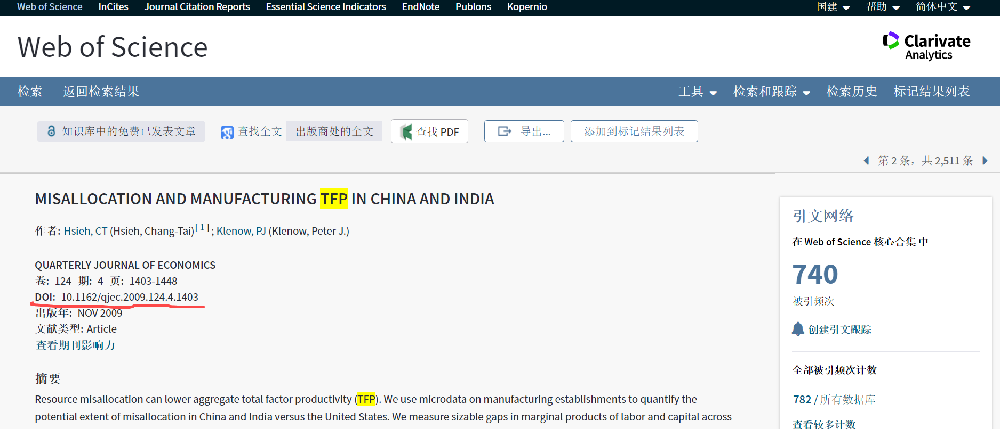 Web of Science InCites Journal Citation Reports Essential Science Indicators EndNote Publons Kopernio 国建 帮助 简体中文
Web of Science
Clarivate
Analytics
检索 返回检索结果 工具 检索和跟踪 检索历史 标记结果列表
知识库中的免费已发表文章 查找全文 出版商处的全文 查找 PDF 导出... 添加到标记结果列表
第 2 条，共 2,511 条
MISALLOCATION AND MANUFACTURING TFP IN CHINA AND INDIA
作者: Hsieh, CT (Hsieh, Chang-Tai)[ 1 ] ; Klenow, PJ (Klenow, Peter J.)
QUARTERLY JOURNAL OF ECONOMICS
卷: 124 期: 4 页: 1403-1448
DOI: 10.1162/qjec.2009.124.4.1403
出版年: NOV 2009
文献类型: Article
查看期刊影响力
摘要
Resource misallocation can lower aggregate total factor productivity (TFP). We use microdata on manufacturing establishments to quantify the
potential extent of misallocation in China and India versus the United States. We measure sizable gaps in marginal products of labor and capital across
引文网络
在 Web of Science 核心合集 中
740
被引频次
创建引文跟踪
全部被引频次计数
782 / 所有数据库
查看较多计数